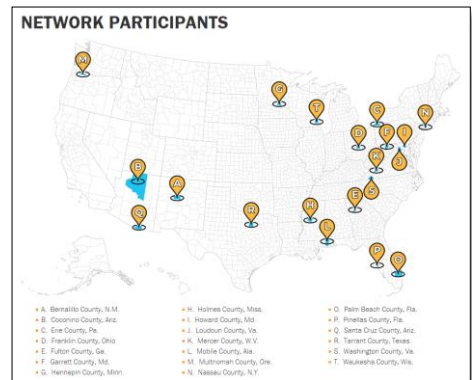 NETWORK PARTICIPANTS
M
G
T
C
N
D
F
I
B
K
J
A
S
E
Q
R
H
L
P
O
A. Bernalillo County, N.M.
B. Coconino County, Ariz.
C. Erie County, Pa.
D. Franklin County, Ohio
E. Fulton County, Ga.
F. Garrett County, Md.
G. Hennepin County, Minn.
H. Holmes County, Miss.
I. Howard County, Md.
J. Loudoun County, Va.
K. Mercer County, W.V.
L. Mobile County, Ala.
M. Multnomah County, Ore.
N. Nassau County, N.Y.
O. Palm Beach County, Fla.
P. Pinellas County, Fla.
Q. Santa Cruz County, Ariz.
R. Tarrant County, Texas
S. Washington County, Va.
T. Waukesha County, Wis.